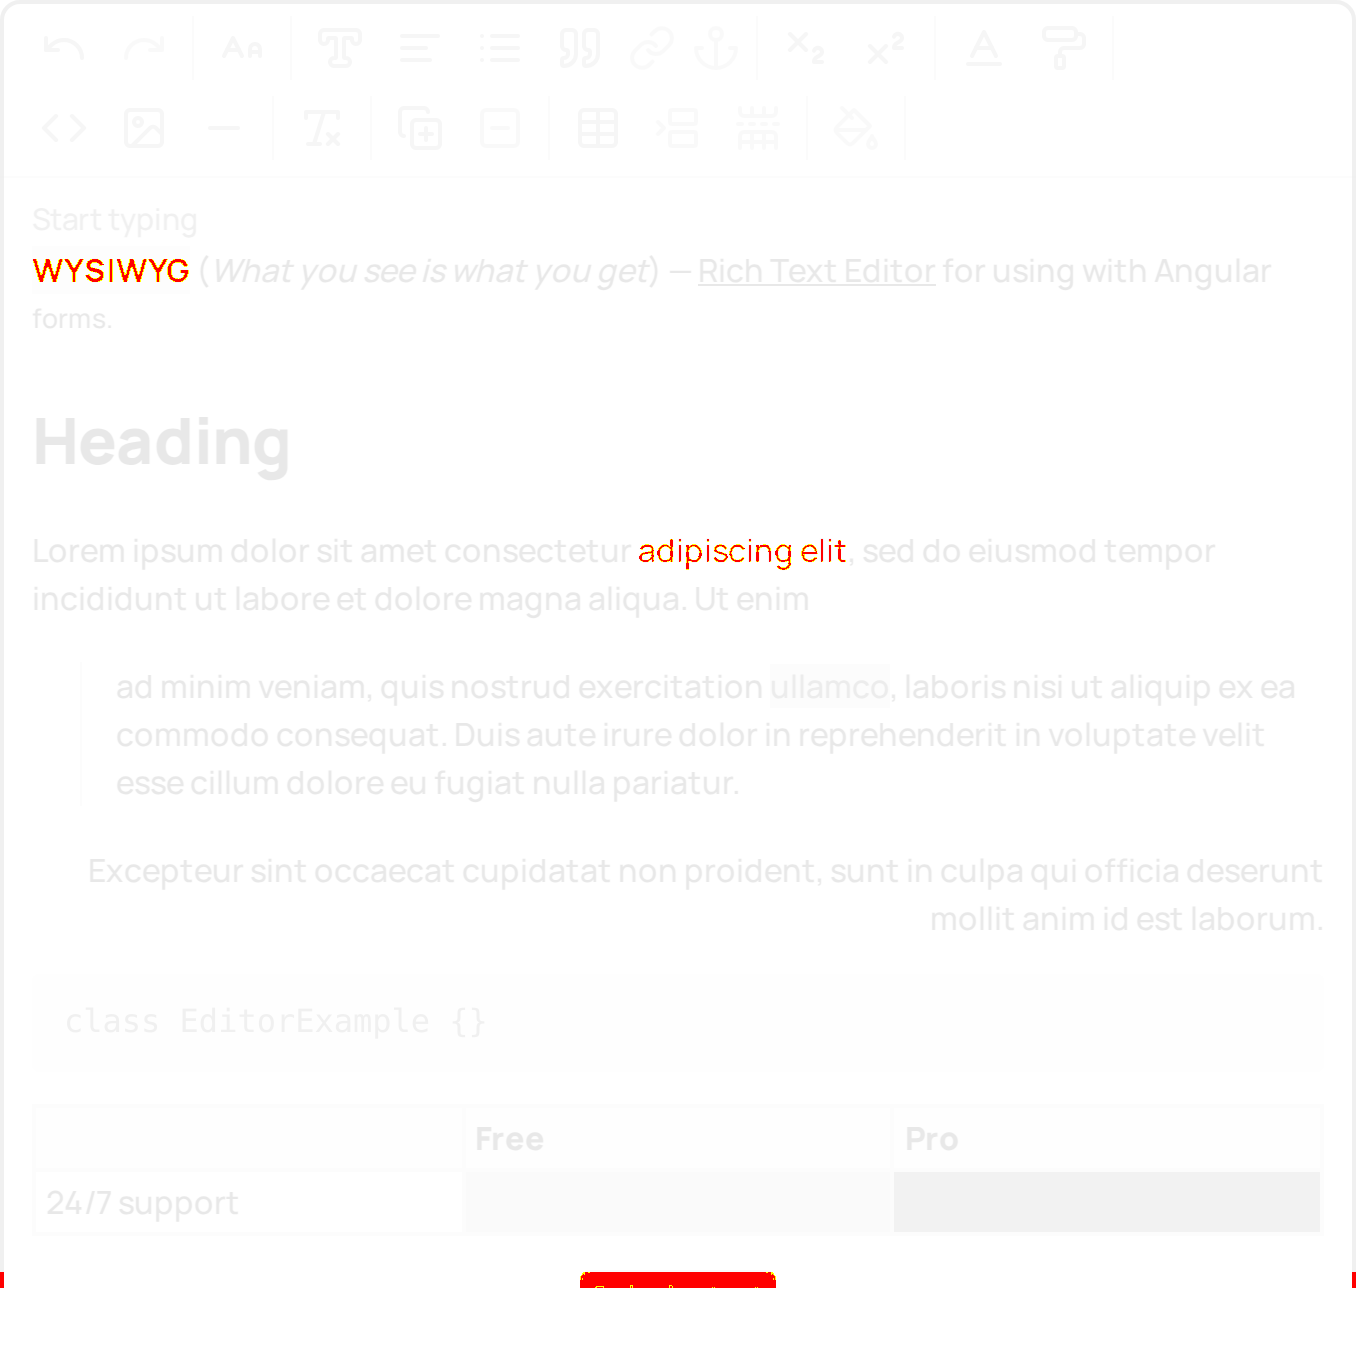 Start typing
WYSIWYG (What you see is what you get) — Rich Text Editor for using with Angular
forms.
Heading
Lorem ipsum dolor sit amet consectetur adipiscing elit, sed do eiusmod tempor
incididunt ut labore et dolore magna aliqua. Ut enim
ad minim veniam, quis nostrud exercitation ullamco, laboris nisi ut aliquip ex ea
commodo consequat. Duis aute irure dolor in reprehenderit in voluptate velit
esse cillum dolore eu fugiat nulla pariatur.
Excepteur sint occaecat cupidatat non proident, sunt in culpa qui officia deserunt
mollit anim id est laborum.
class EditorExample {}
Free Pro
24/7 support